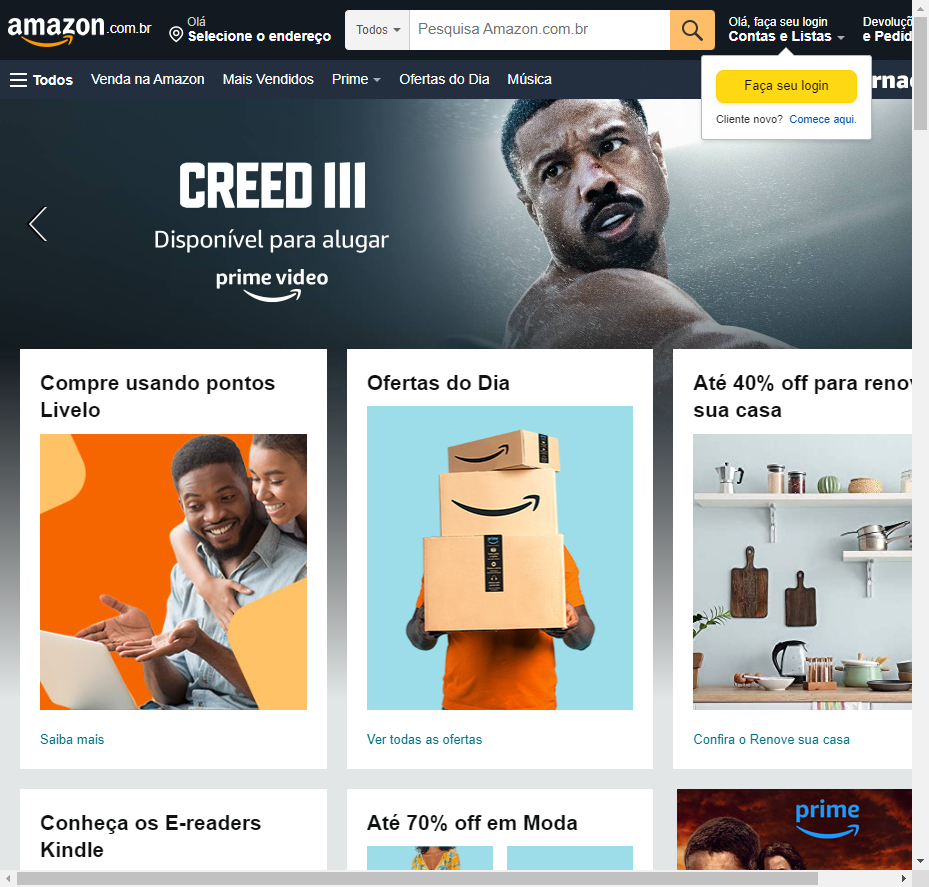 amazon.com.br
Olá
Selecione o endereço
Todos
Pesquisa Amazon.com.br
Olá, faça seu login
Contas e Listas
Devoluçõ
e Pedid
Todos
Venda na Amazon
Mais Vendidos
Prime
Ofertas do Dia
Música
rnad
Faça seu login
Cliente novo? Comece aqui.
CREED III
Disponível para alugar
prime video
Compre usando pontos
Livelo
Saiba mais
Ofertas do Dia
Ver todas as ofertas
Até 40% off para renov
sua casa
Confira o Renove sua casa
Conheça os E-readers
Kindle
Até 70% off em Moda
prime